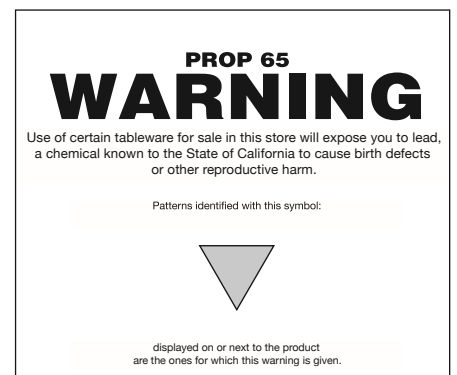 PROP 65
WARNING
Use of certain tableware for sale in this store will expose you to lead,
a chemical known to the State of California to cause birth defects
or other reproductive harm.
Patterns identified with this symbol:
displayed on or next to the product
are the ones for which this warning is given.